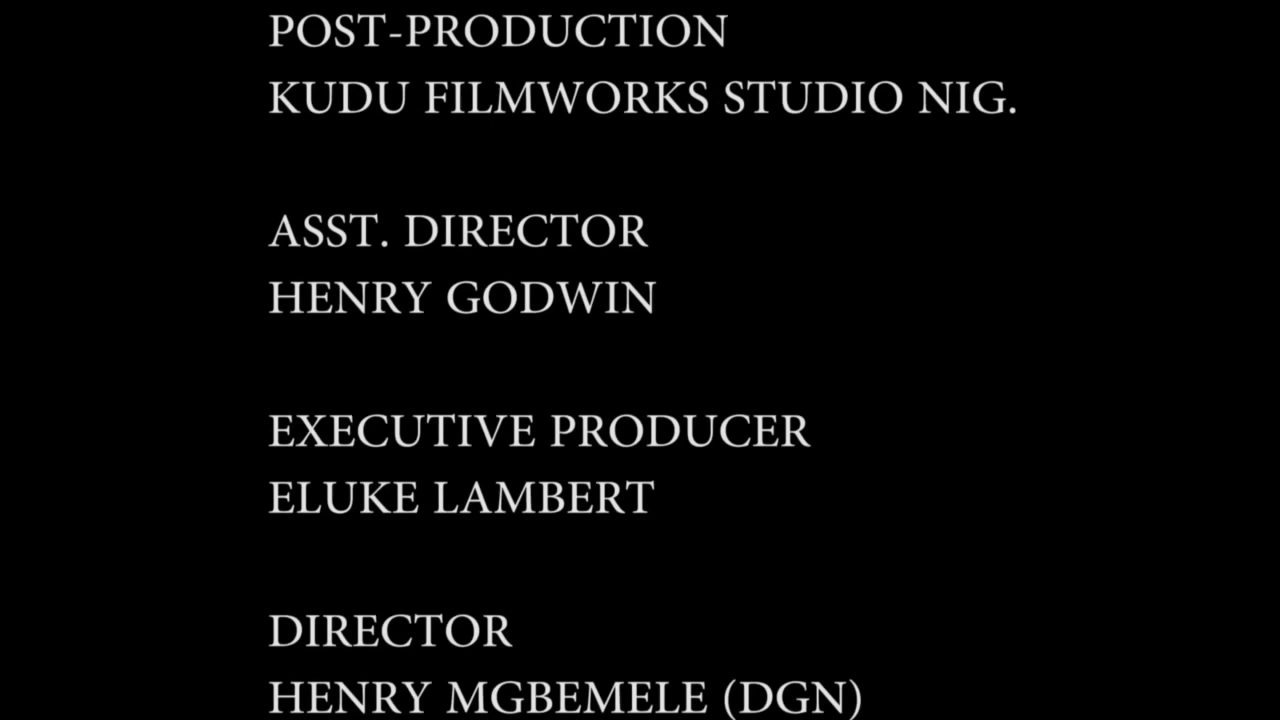 POST-PRODUCTION
KUDU FILMWORKS STUDIO NIG.
ASST. DIRECTOR
HENRY GODWIN
EXECUTIVE PRODUCER
ELUKE LAMBERT
DIRECTOR
HENRY MGBEMELE (DGN)